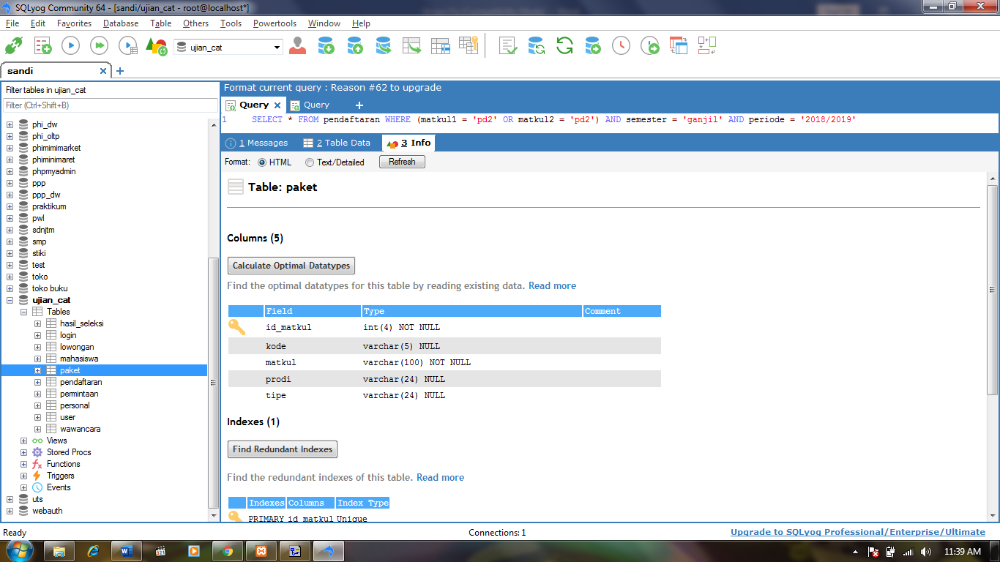 SQLyog Community 64 - [sandi/ujian_cat - root@localhost*]
File Edit Favorites Database Table Others Tools Powertools Window Help
ujian_cat
sandi
Filter tables in ujian_cat
Filter (Ctrl+Shift+B)
phi_dw
phi_oltp
phimimimarket
phiminimaret
phpmyadmin
ppp
ppp_dw
praktikum
pwl
sdnjtm
smp
stiki
test
toko
toko buku
ujian_cat
Tables
hasil_seleksi
login
lowongan
mahasiswa
paket
pendaftaran
permintaan
personal
user
wawancara
Views
Stored Procs
Functions
Triggers
Events
uts
webauth
Format current query : Reason #62 to upgrade
Query Query
1 SELECT * FROM pendaftaran WHERE (matkul1 = 'pd2' OR matkul2 = 'pd2') AND semester = 'ganjil' AND periode = '2018/2019'
1 Messages 2 Table Data 3 Info
Format: HTML Text/Detailed Refresh
Table: paket
Columns (5)
Calculate Optimal Datatypes
Find the optimal datatypes for this table by reading existing data. Read more
Field Type Comment
id_matkul int(4) NOT NULL
kode varchar(5) NULL
matkul varchar(100) NOT NULL
prodi varchar(24) NULL
tipe varchar(24) NULL
Indexes (1)
Find Redundant Indexes
Find the redundant indexes of this table. Read more
Indexes Columns Index Type
PRIMARY id_matkul Unique
Ready Connections: 1 Upgrade to SQLyog Professional/Enterprise/Ultimate
11:39 AM